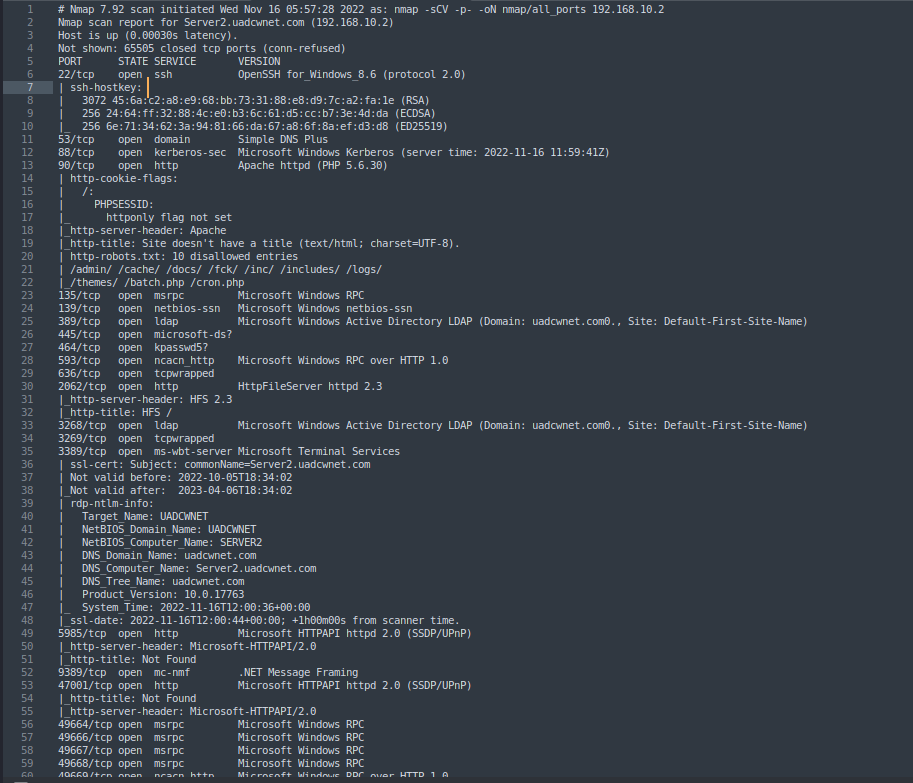 1 # Nmap 7.92 scan initiated Wed Nov 16 05:57:28 2022 as: nmap -sCV -p- -oN nmap/all_ports 192.168.10.2
2 Nmap scan report for Server2.uadcwnet.com (192.168.10.2)
3 Host is up (0.00030s latency).
4 Not shown: 65505 closed tcp ports (conn-refused)
5 PORT      STATE SERVICE       VERSION
6 22/tcp    open  ssh           OpenSSH for_Windows_8.6 (protocol 2.0)
7 | ssh-hostkey:
8 |   3072 45:6a:c2:a8:e9:68:bb:73:31:88:e8:d9:7c:a2:fa:1e (RSA)
9 |   256 24:64:ff:32:88:4c:e0:b3:6c:61:d5:cc:b7:3e:4d:da (ECDSA)
10 |_  256 6e:71:34:62:3a:94:81:66:da:67:a8:6f:8a:ef:d3:d8 (ED25519)
11 53/tcp    open  domain        Simple DNS Plus
12 88/tcp    open  kerberos-sec  Microsoft Windows Kerberos (server time: 2022-11-16 11:59:41Z)
13 90/tcp    open  http          Apache httpd (PHP 5.6.30)
14 | http-cookie-flags:
15 |   /:
16 |     PHPSESSID:
17 |_      httponly flag not set
18 |_http-server-header: Apache
19 |_http-title: Site doesn't have a title (text/html; charset=UTF-8).
20 | http-robots.txt: 10 disallowed entries
21 | /admin/ /cache/ /docs/ /fck/ /inc/ /includes/ /logs/
22 |_/themes/ /batch.php /cron.php
23 135/tcp   open  msrpc         Microsoft Windows RPC
24 139/tcp   open  netbios-ssn   Microsoft Windows netbios-ssn
25 389/tcp   open  ldap          Microsoft Windows Active Directory LDAP (Domain: uadcwnet.com0., Site: Default-First-Site-Name)
26 445/tcp   open  microsoft-ds?
27 464/tcp   open  kpasswd5?
28 593/tcp   open  ncacn_http    Microsoft Windows RPC over HTTP 1.0
29 636/tcp   open  tcpwrapped
30 2062/tcp  open  http          HttpFileServer httpd 2.3
31 |_http-server-header: HFS 2.3
32 |_http-title: HFS /
33 3268/tcp  open  ldap          Microsoft Windows Active Directory LDAP (Domain: uadcwnet.com0., Site: Default-First-Site-Name)
34 3269/tcp  open  tcpwrapped
35 3389/tcp  open  ms-wbt-server Microsoft Terminal Services
36 | ssl-cert: Subject: commonName=Server2.uadcwnet.com
37 | Not valid before: 2022-10-05T18:34:02
38 |_Not valid after:  2023-04-06T18:34:02
39 | rdp-ntlm-info:
40 |   Target_Name: UADCWNET
41 |   NetBIOS_Domain_Name: UADCWNET
42 |   NetBIOS_Computer_Name: SERVER2
43 |   DNS_Domain_Name: uadcwnet.com
44 |   DNS_Computer_Name: Server2.uadcwnet.com
45 |   DNS_Tree_Name: uadcwnet.com
46 |   Product_Version: 10.0.17763
47 |_  System_Time: 2022-11-16T12:00:36+00:00
48 |_ssl-date: 2022-11-16T12:00:44+00:00; +1h00m00s from scanner time.
49 5985/tcp  open  http          Microsoft HTTPAPI httpd 2.0 (SSDP/UPnP)
50 |_http-server-header: Microsoft-HTTPAPI/2.0
51 |_http-title: Not Found
52 9389/tcp  open  mc-nmf        .NET Message Framing
53 47001/tcp open  http          Microsoft HTTPAPI httpd 2.0 (SSDP/UPnP)
54 |_http-title: Not Found
55 |_http-server-header: Microsoft-HTTPAPI/2.0
56 49664/tcp open  msrpc         Microsoft Windows RPC
57 49666/tcp open  msrpc         Microsoft Windows RPC
58 49667/tcp open  msrpc         Microsoft Windows RPC
59 49668/tcp open  msrpc         Microsoft Windows RPC
60 49669/tcp open  ncacn_http    Microsoft Windows RPC over HTTP 1.0